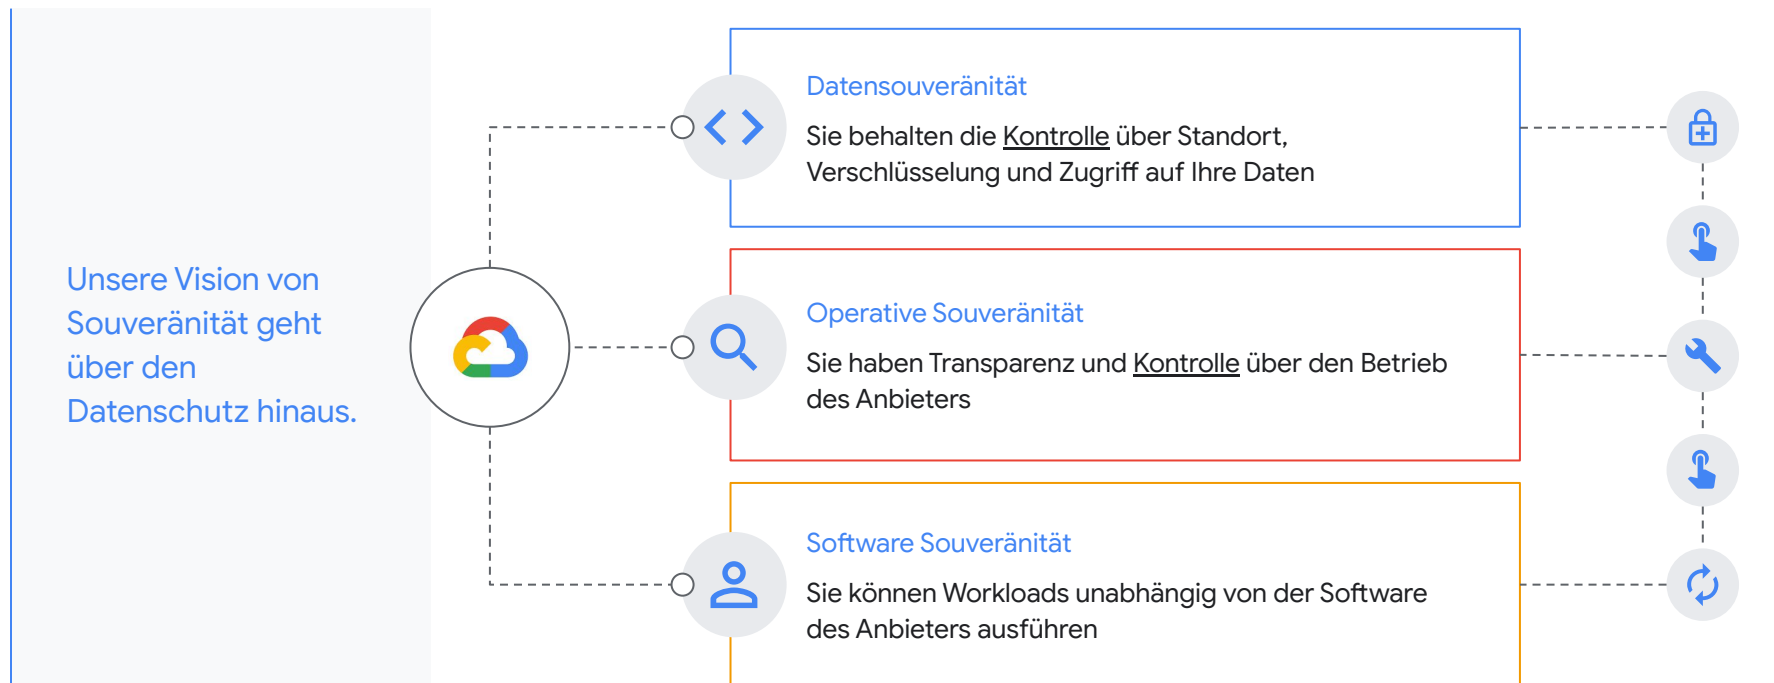 Unsere Vision von
Souveränität geht
über den
Datenschutz hinaus.
Datensouveränität
Sie behalten die Kontrolle über Standort,
Verschlüsselung und Zugriff auf Ihre Daten
Operative Souveränität
Sie haben Transparenz und Kontrolle über den Betrieb
des Anbieters
Software Souveränität
Sie können Workloads unabhängig von der Software
des Anbieters ausführen